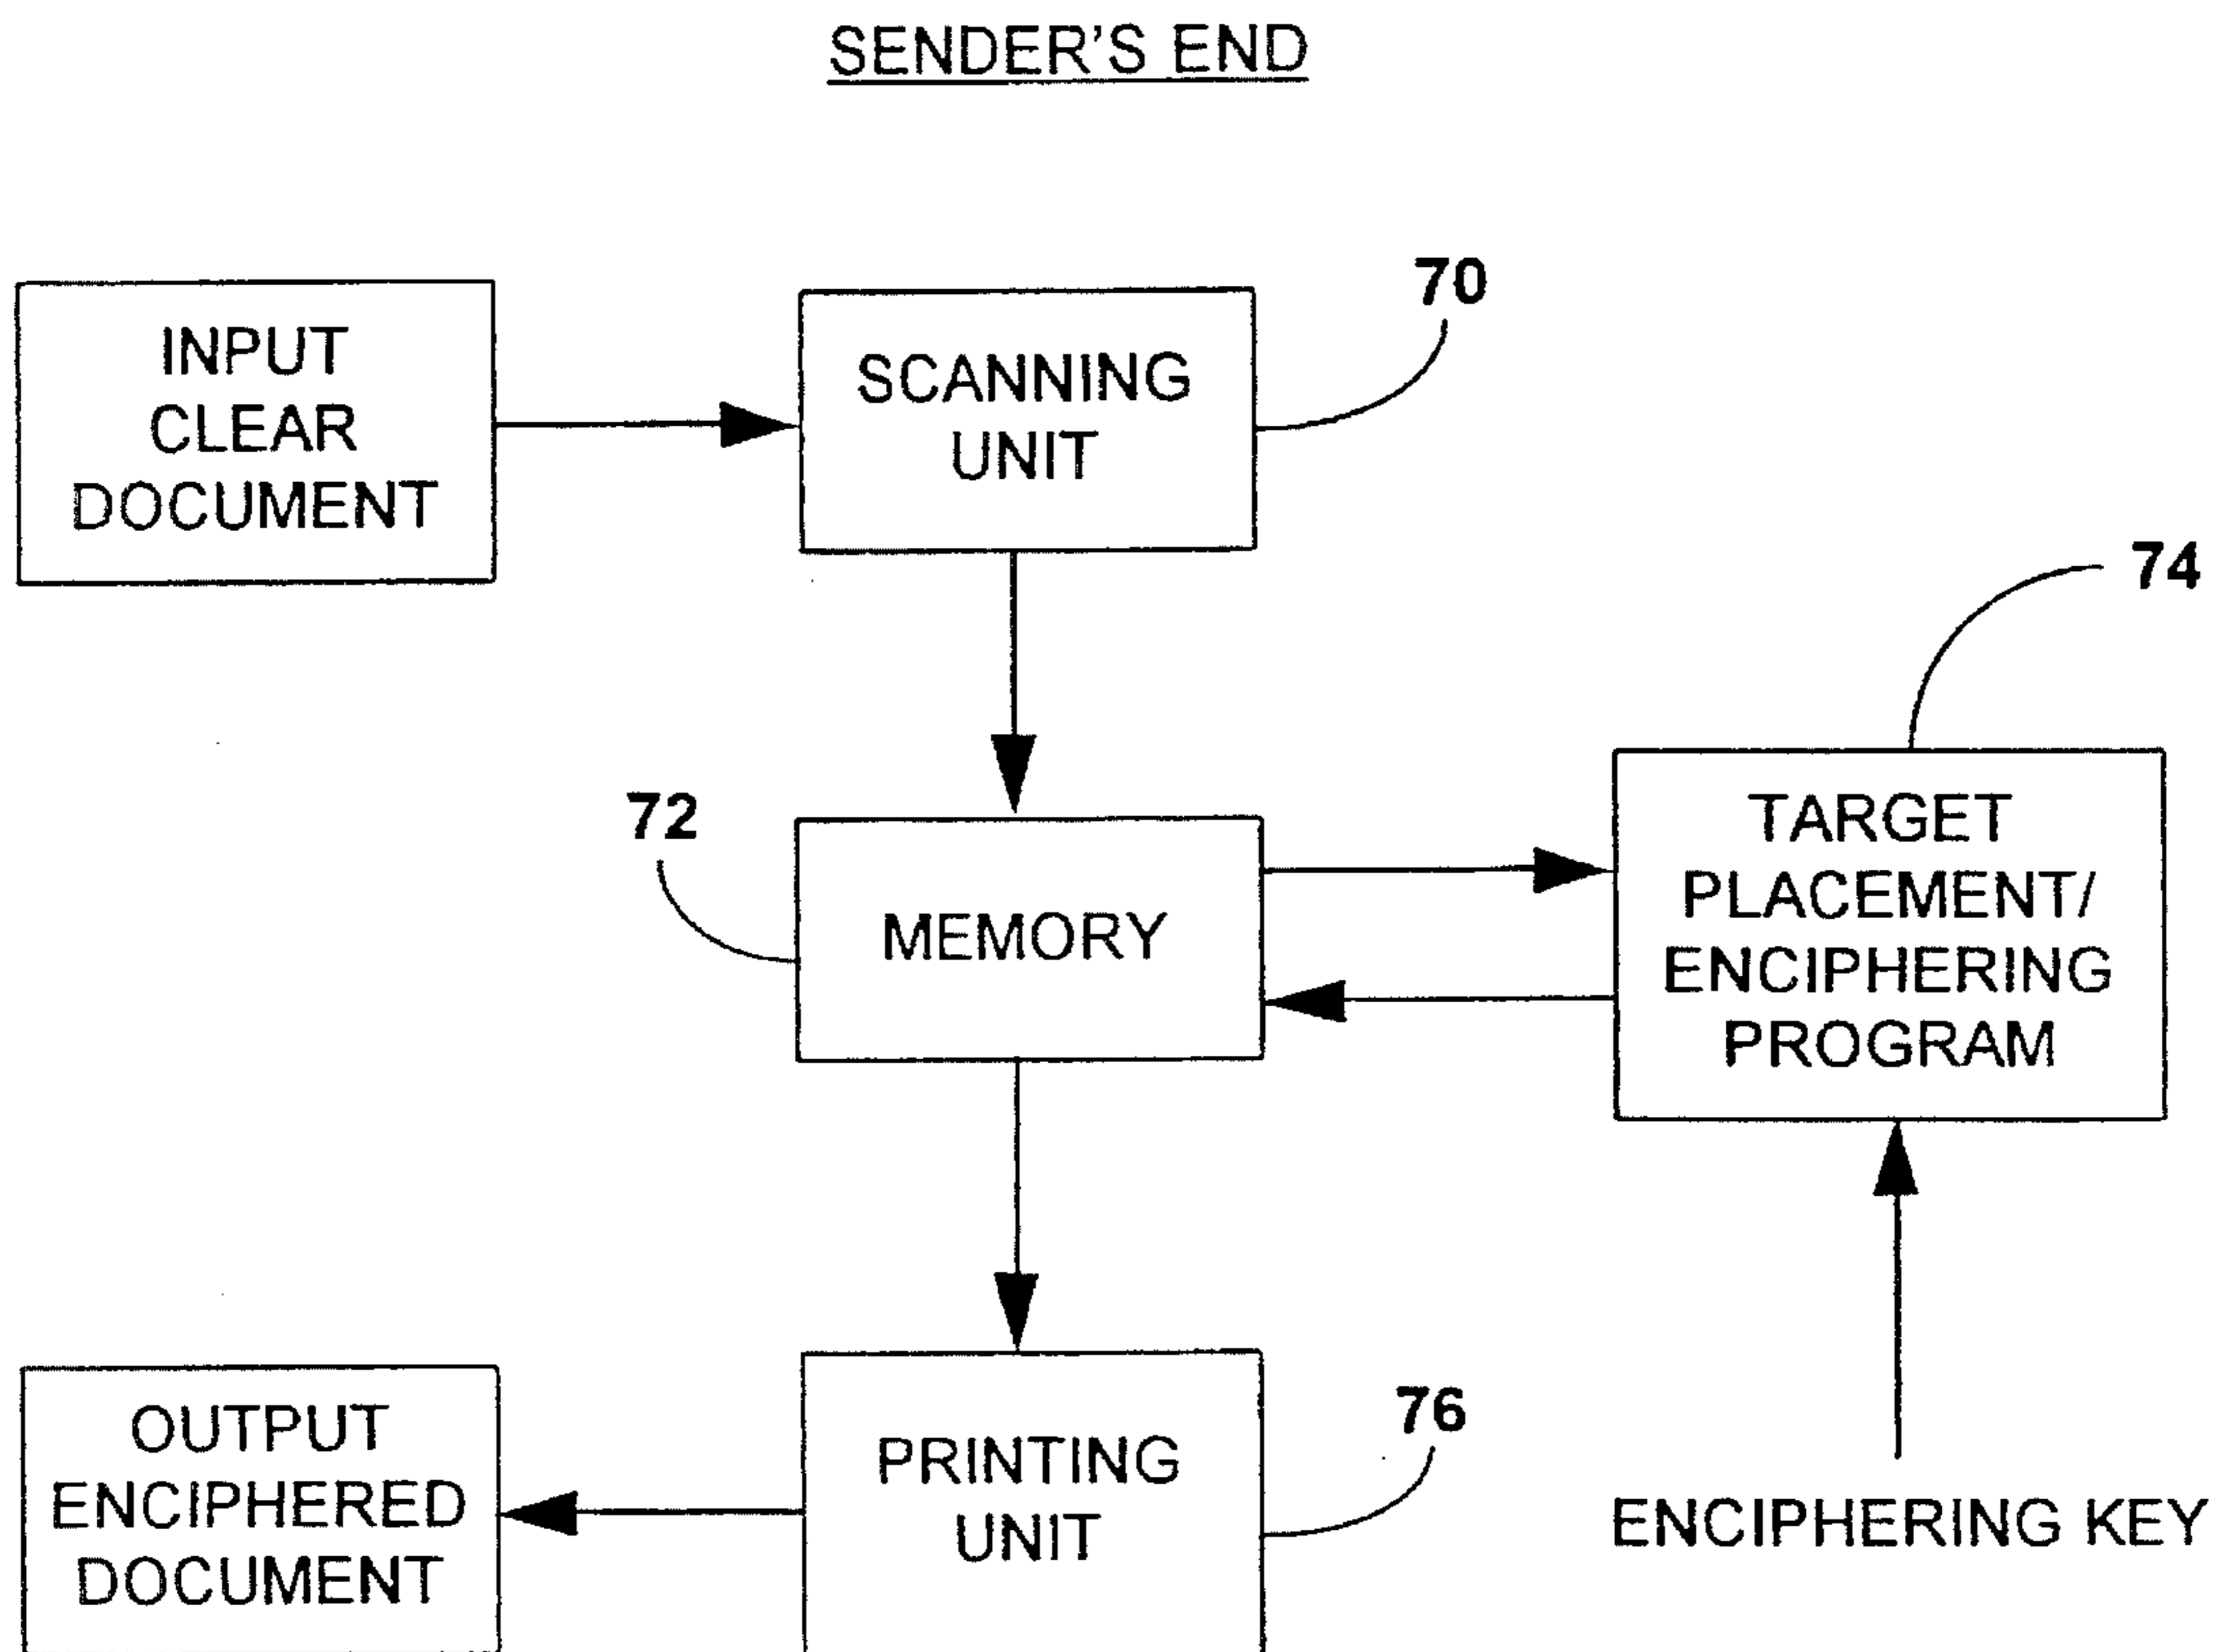 SENDER'S END
INPUT
CLEAR
DOCUMENT
SCANNING
UNIT
70
74
72
MEMORY
TARGET
PLACEMENT/
ENCIPHERING
PROGRAM
OUTPUT
ENCIPHERED
DOCUMENT
PRINTING
UNIT
76
ENCIPHERING KEY